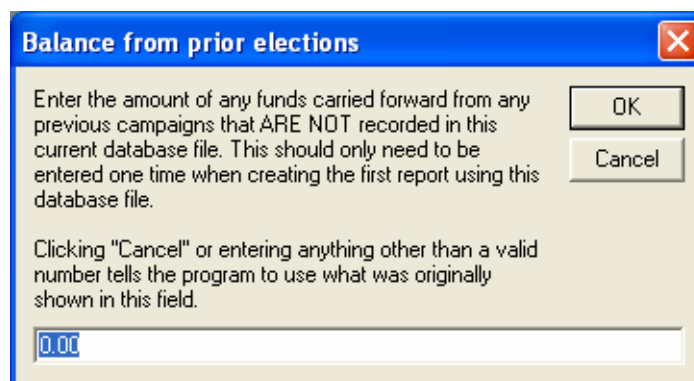 Balance from prior elections
Enter the amount of any funds carried forward from any
previous campaigns that ARE NOT recorded in this
current database file. This should only need to be
entered one time when creating the first report using this
database file.
OK
Cancel
Clicking "Cancel" or entering anything other than a valid
number tells the program to use what was originally
shown in this field.
0.00